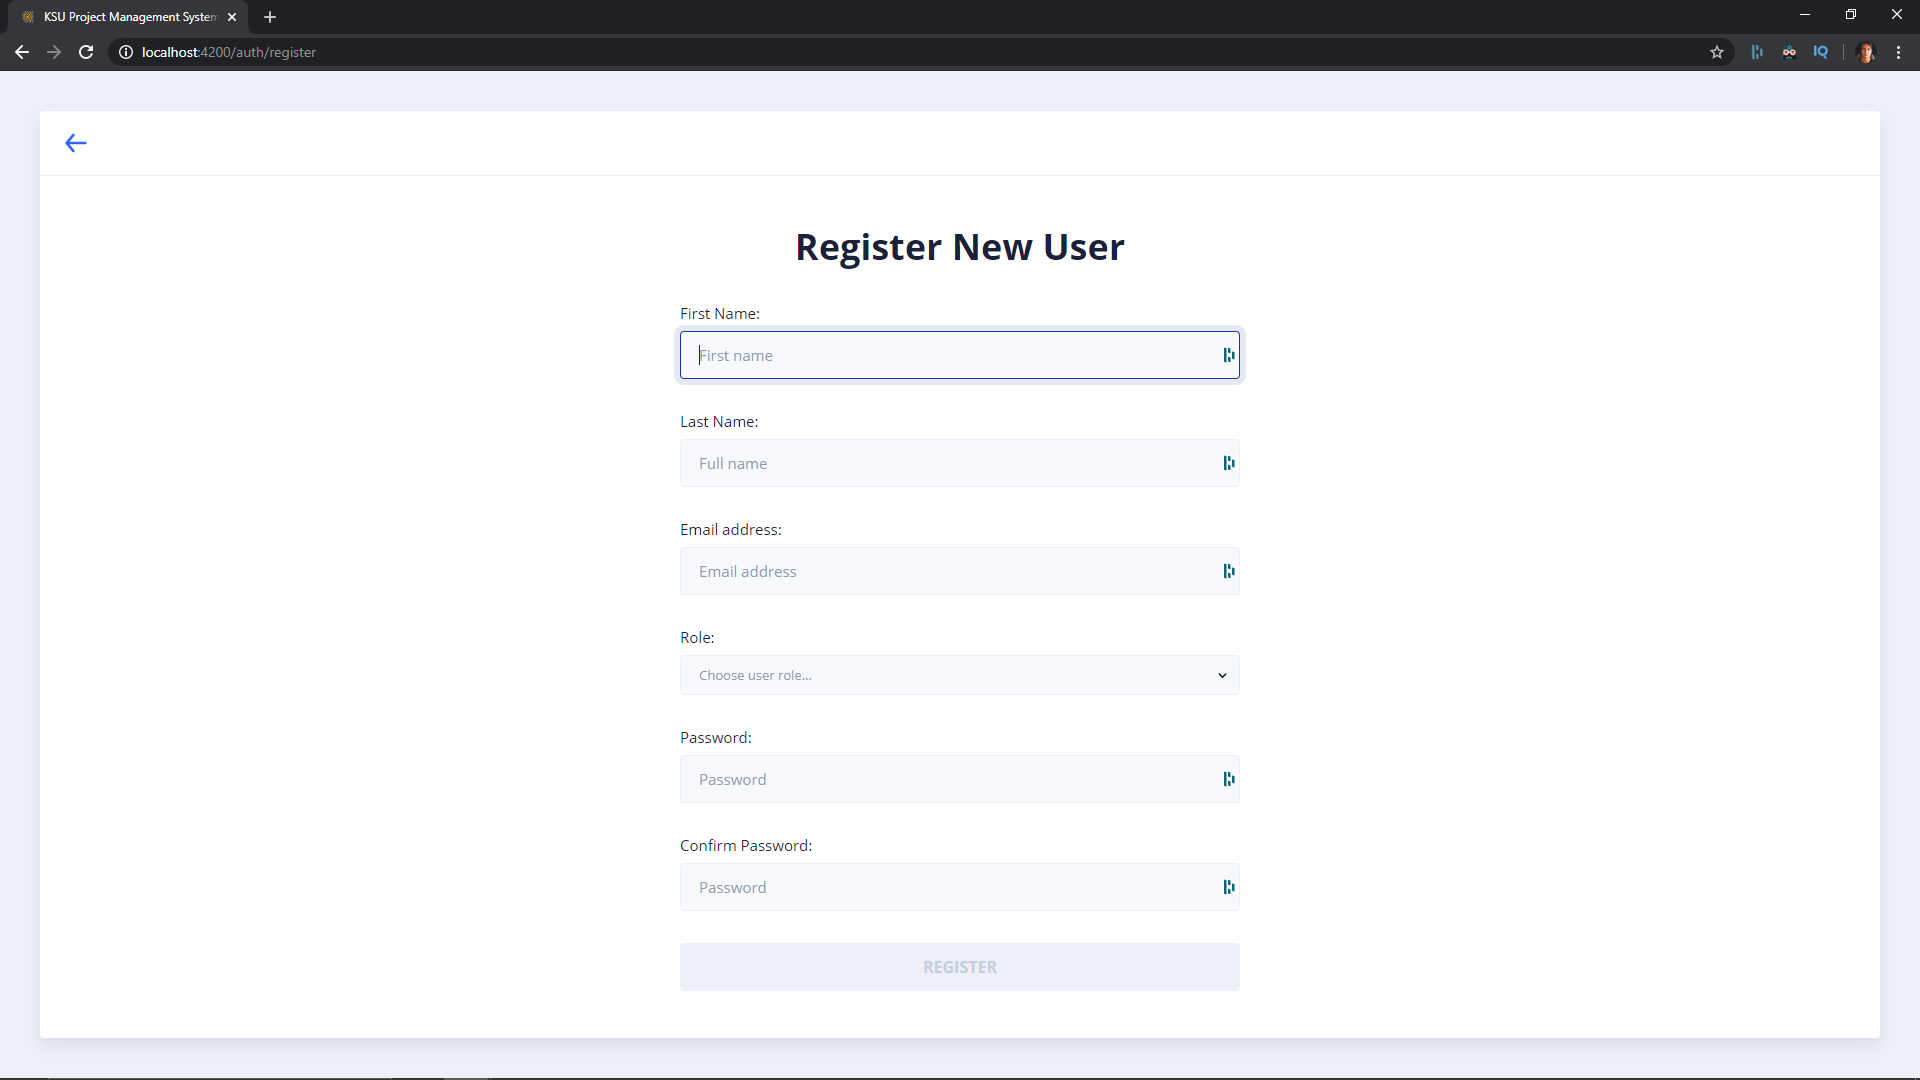 KSU Project Management System
localhost:4200/auth/register
IQ
Register New User
First Name:
First name
Last Name:
Full name
Email address:
Email address
Role:
Choose user role...
Password:
Password
Confirm Password:
Password
REGISTER